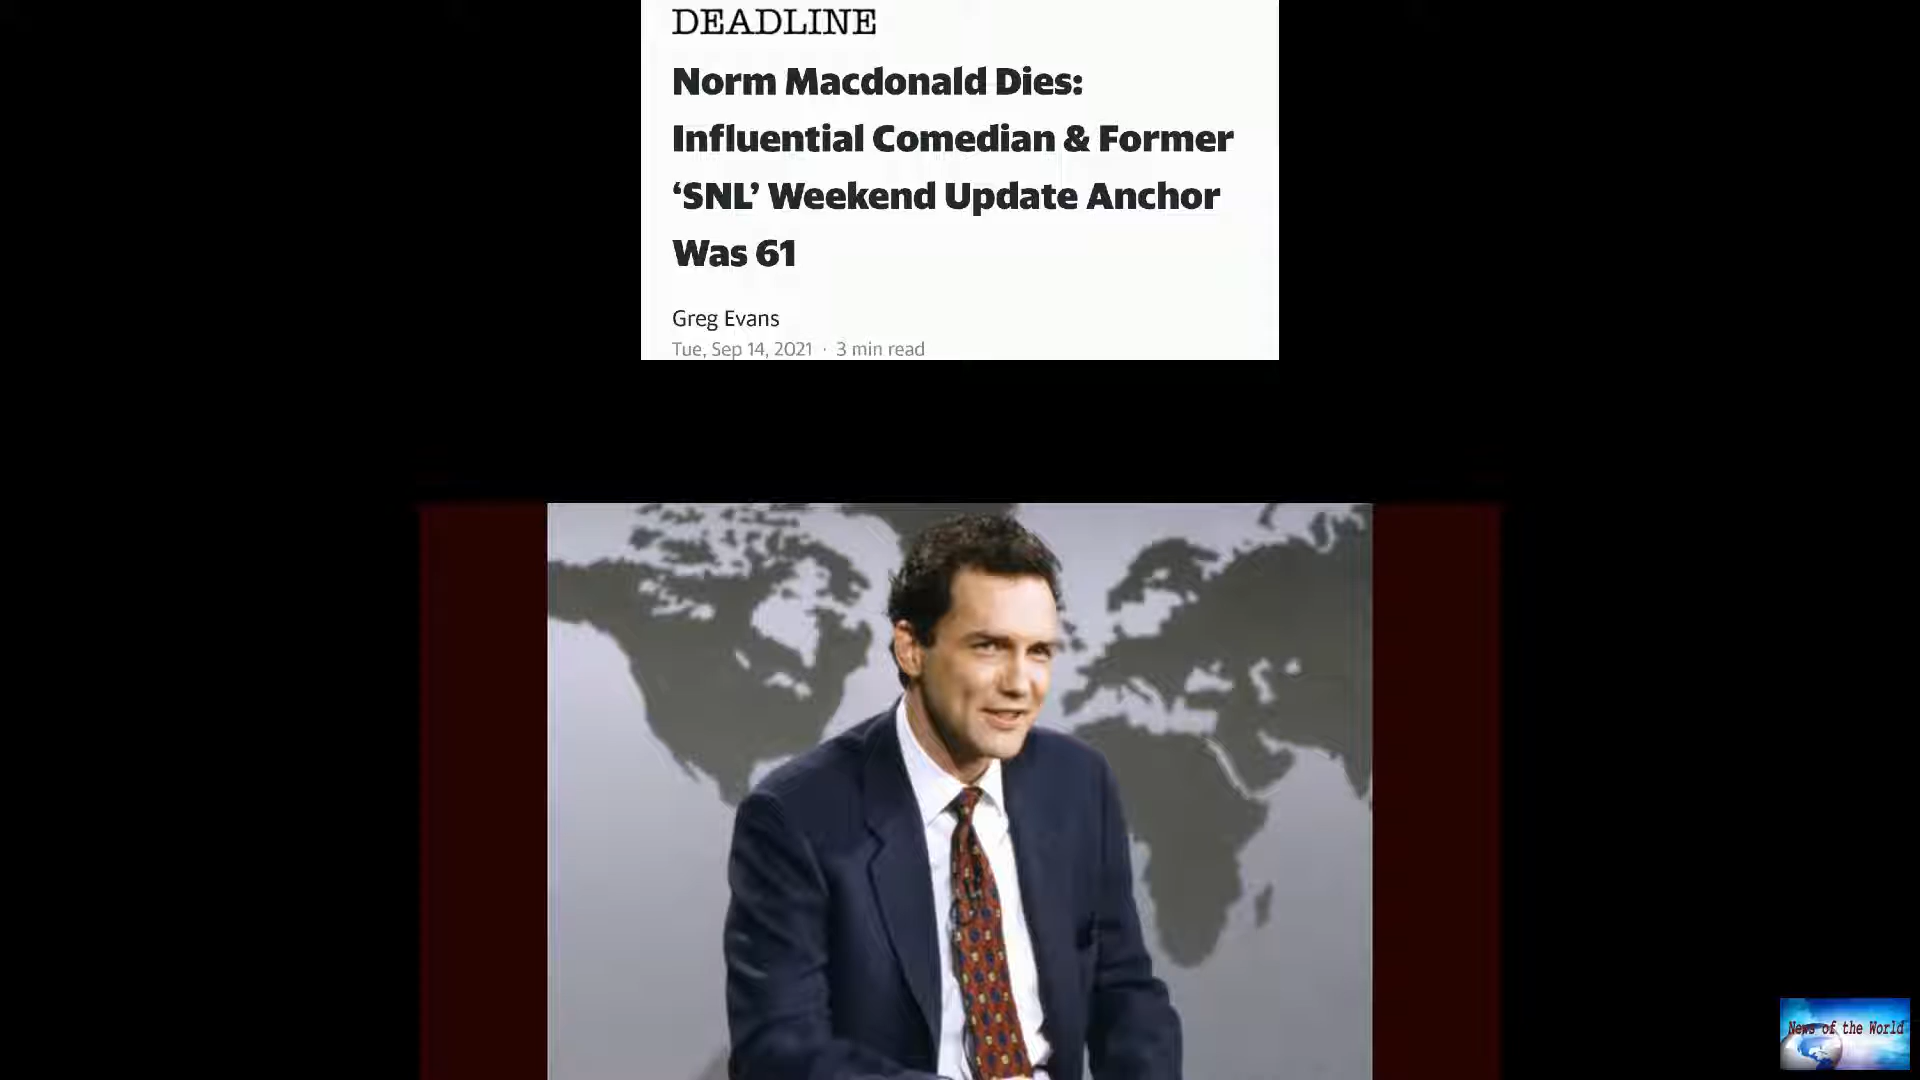 DEADLINE
Norm Macdonald Dies:
Influential Comedian & Former
‘SNL’ Weekend Update Anchor
Was 61
Greg Evans
Tue, Sep 14, 2021 · 3 min read
News of the World